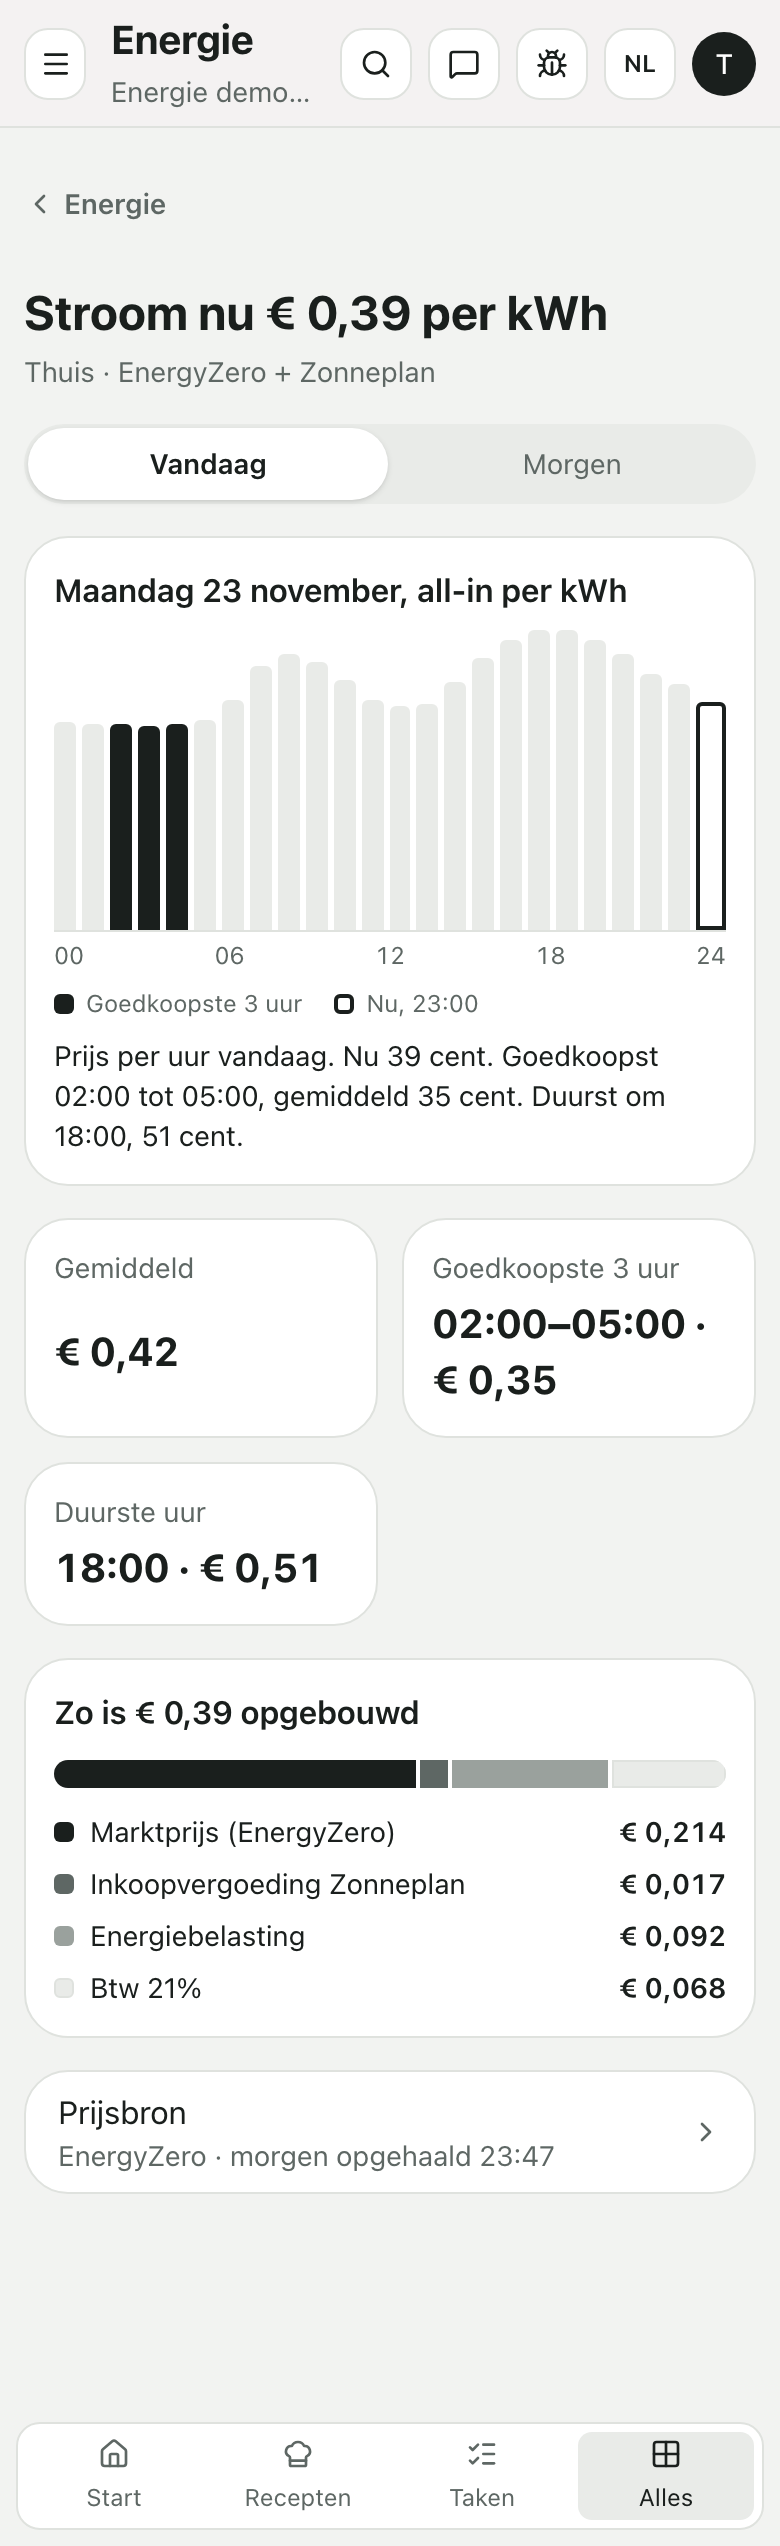 Energie
Energie demo...
NL
T
Energie
Stroom nu € 0,39 per kWh
Thuis · EnergyZero + Zonneplan
Vandaag
Morgen
Maandag 23 november, all-in per kWh
00 06 12 18 24
Goedkoopste 3 uur
Nu, 23:00
Prijs per uur vandaag. Nu 39 cent. Goedkoopst
02:00 tot 05:00, gemiddeld 35 cent. Duurst om
18:00, 51 cent.
Gemiddeld
€ 0,42
Goedkoopste 3 uur
02:00–05:00 ·
€ 0,35
Duurste uur
18:00 · € 0,51
Zo is € 0,39 opgebouwd
Marktprijs (EnergyZero) € 0,214
Inkoopvergoeding Zonneplan € 0,017
Energiebelasting € 0,092
Btw 21% € 0,068
Prijsbron
EnergyZero · morgen opgehaald 23:47
Start
Recepten
Taken
Alles